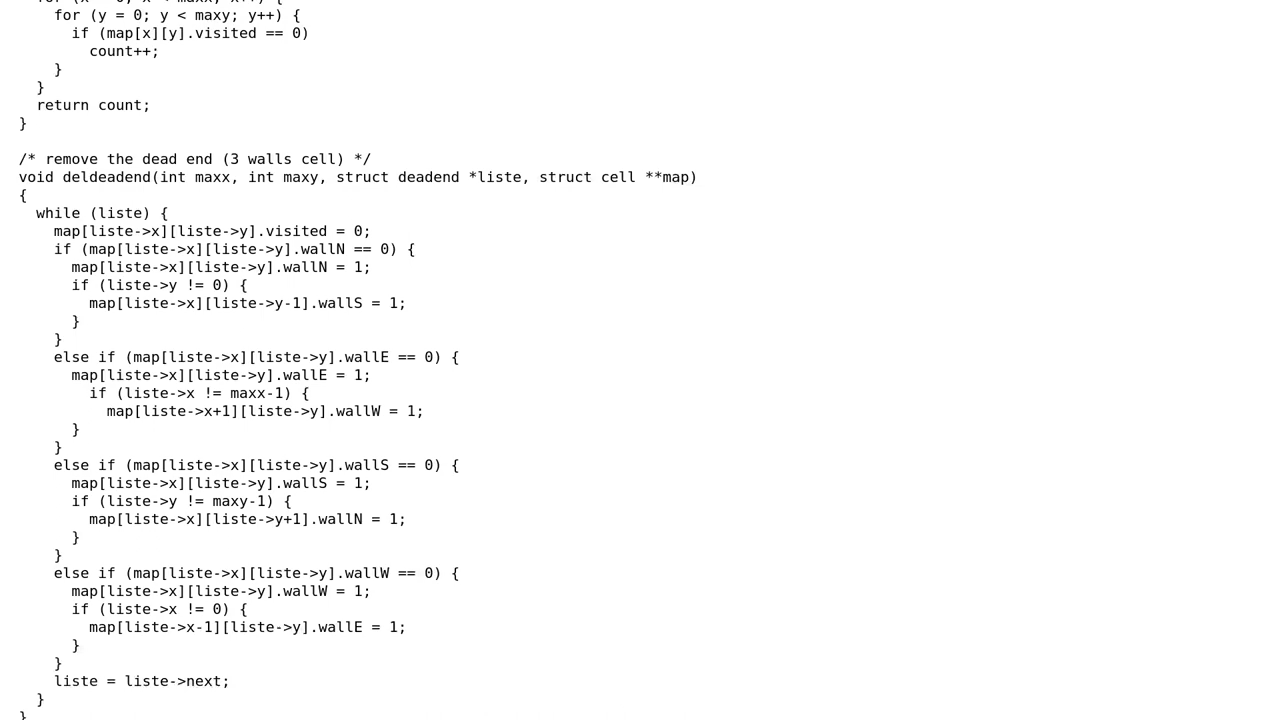 for (x = 0; x < maxx; x++) {
for (y = 0; y < maxy; y++) {
if (map[x][y].visited == 0)
count++;
}
}
return count;
}
/* remove the dead end (3 walls cell) */
void deldeadend(int maxx, int maxy, struct deadend *liste, struct cell **map)
{
while (liste) {
map[liste->x][liste->y].visited = 0;
if (map[liste->x][liste->y].wallN == 0) {
map[liste->x][liste->y].wallN = 1;
if (liste->y != 0) {
map[liste->x][liste->y-1].wallS = 1;
}
}
else if (map[liste->x][liste->y].wallE == 0) {
map[liste->x][liste->y].wallE = 1;
if (liste->x != maxx-1) {
map[liste->x+1][liste->y].wallW = 1;
}
}
else if (map[liste->x][liste->y].wallS == 0) {
map[liste->x][liste->y].wallS = 1;
if (liste->y != maxy-1) {
map[liste->x][liste->y+1].wallN = 1;
}
}
else if (map[liste->x][liste->y].wallW == 0) {
map[liste->x][liste->y].wallW = 1;
if (liste->x != 0) {
map[liste->x-1][liste->y].wallE = 1;
}
}
liste = liste->next;
}
}